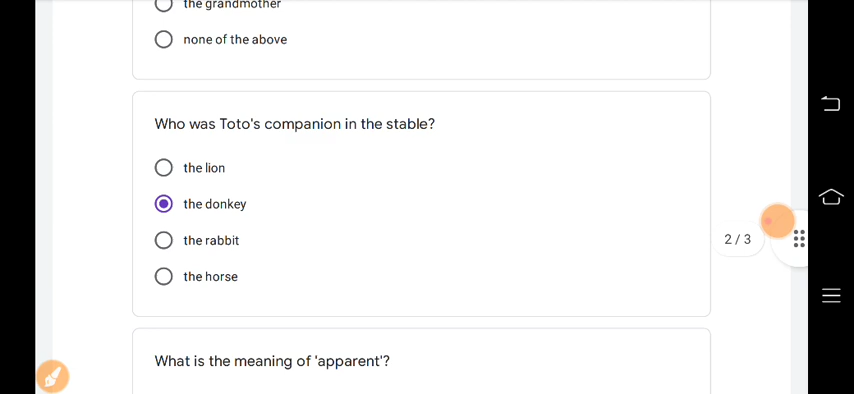 the grandmother
none of the above
Who was Toto's companion in the stable?
the lion
the donkey
the rabbit
2 / 3
the horse
What is the meaning of 'apparent'?